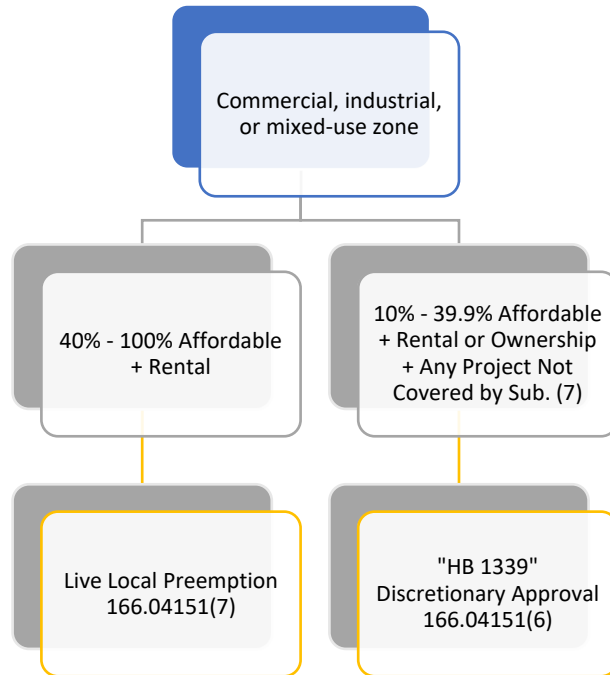 Commercial, industrial,
or mixed-use zone
40% - 100% Affordable
+ Rental
10% - 39.9% Affordable
+ Rental or Ownership
+ Any Project Not
Covered by Sub. (7)
Live Local Preemption
166.04151(7)
"HB 1339"
Discretionary Approval
166.04151(6)